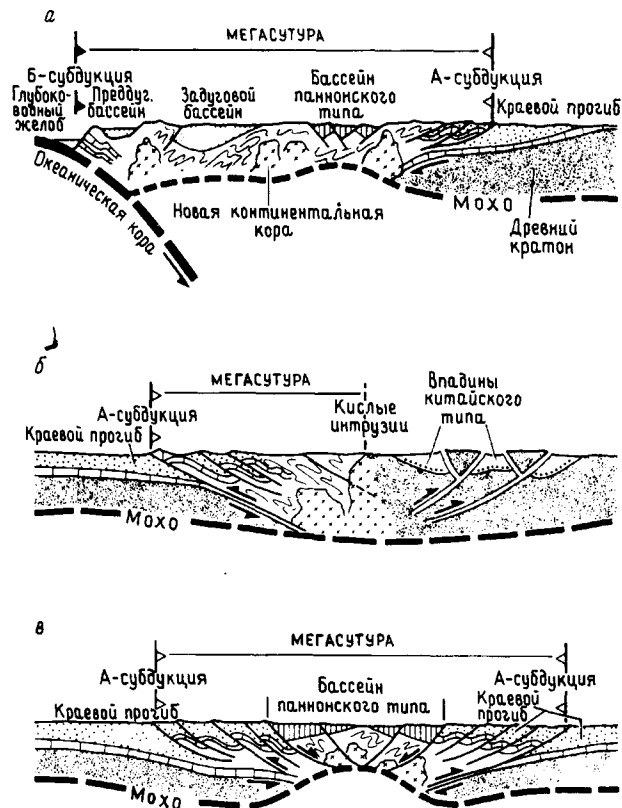 а
МЕГАСУТУРА
Б-субдукция
А-субдукция
Глубоко-
водный
желоб
Преддуг.
бассейн
Задуговой
бассейн
Бассейн
паннонского
типа
Краевой прогиб
Океаническая кора
Новая континентальная
кора
Мохо
Древний
кратон
б
МЕГАСУТУРА
А-субдукция
Краевой прогиб
Кислые
интрузии
Впадины
китайского
типа
Мохо
в
МЕГАСУТУРА
А-субдукция
Краевой прогиб
Бассейн
паннонского типа
А-субдукция
Краевой
прогиб
Мохо